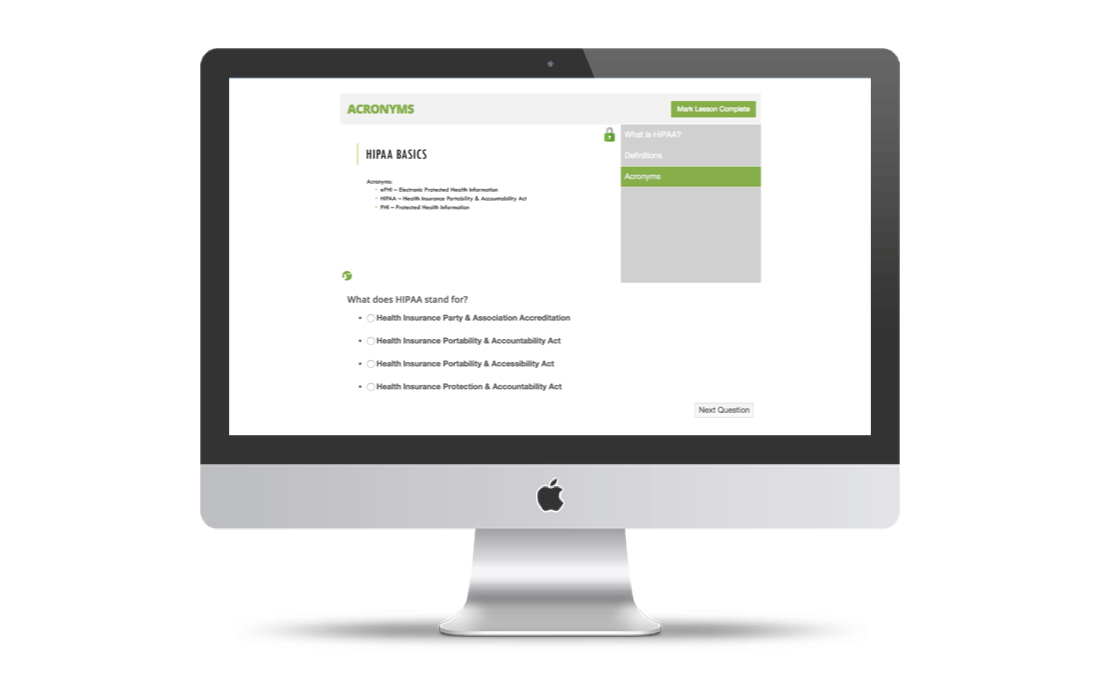 ACRONYMS
Mark Lesson Complete
HIPAA BASICS
Acronyms:
- ePHI – Electronic Protected Health Information
- HIPAA – Health Insurance Portability & Accountability Act
- PHI – Protected Health Information
What is HIPAA?
Definitions
Acronyms
What does HIPAA stand for?
• Health Insurance Party & Association Accreditation
• Health Insurance Portability & Accountability Act
• Health Insurance Portability & Accessibility Act
• Health Insurance Protection & Accountability Act
Next Question